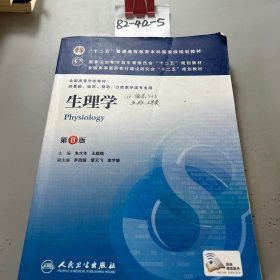 82-4a-5
"十二五"普通高等教育本科国家级规划教材
国家卫生和计划生育委员会"十二五"规划教材
全国高等医药教材建设研究会"十二五"规划教材
全国高等学校教材
供基础、临床、预防、口腔医学类专业用
生理学
Physiology
第8版
主编 朱大年 王庭槐
副主编 罗自强 管又飞 金学隆
人民卫生出版社